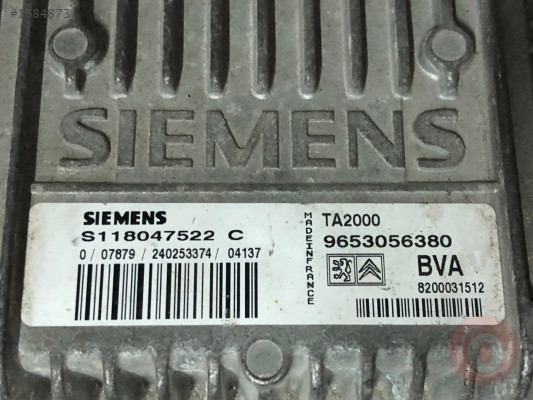 SIEMENS
SIEMENS
S118047522 C
0 / 07879 / 240253374 / 04137
MADEINFRANCE
TA2000
9653056380
BVA
8200031512